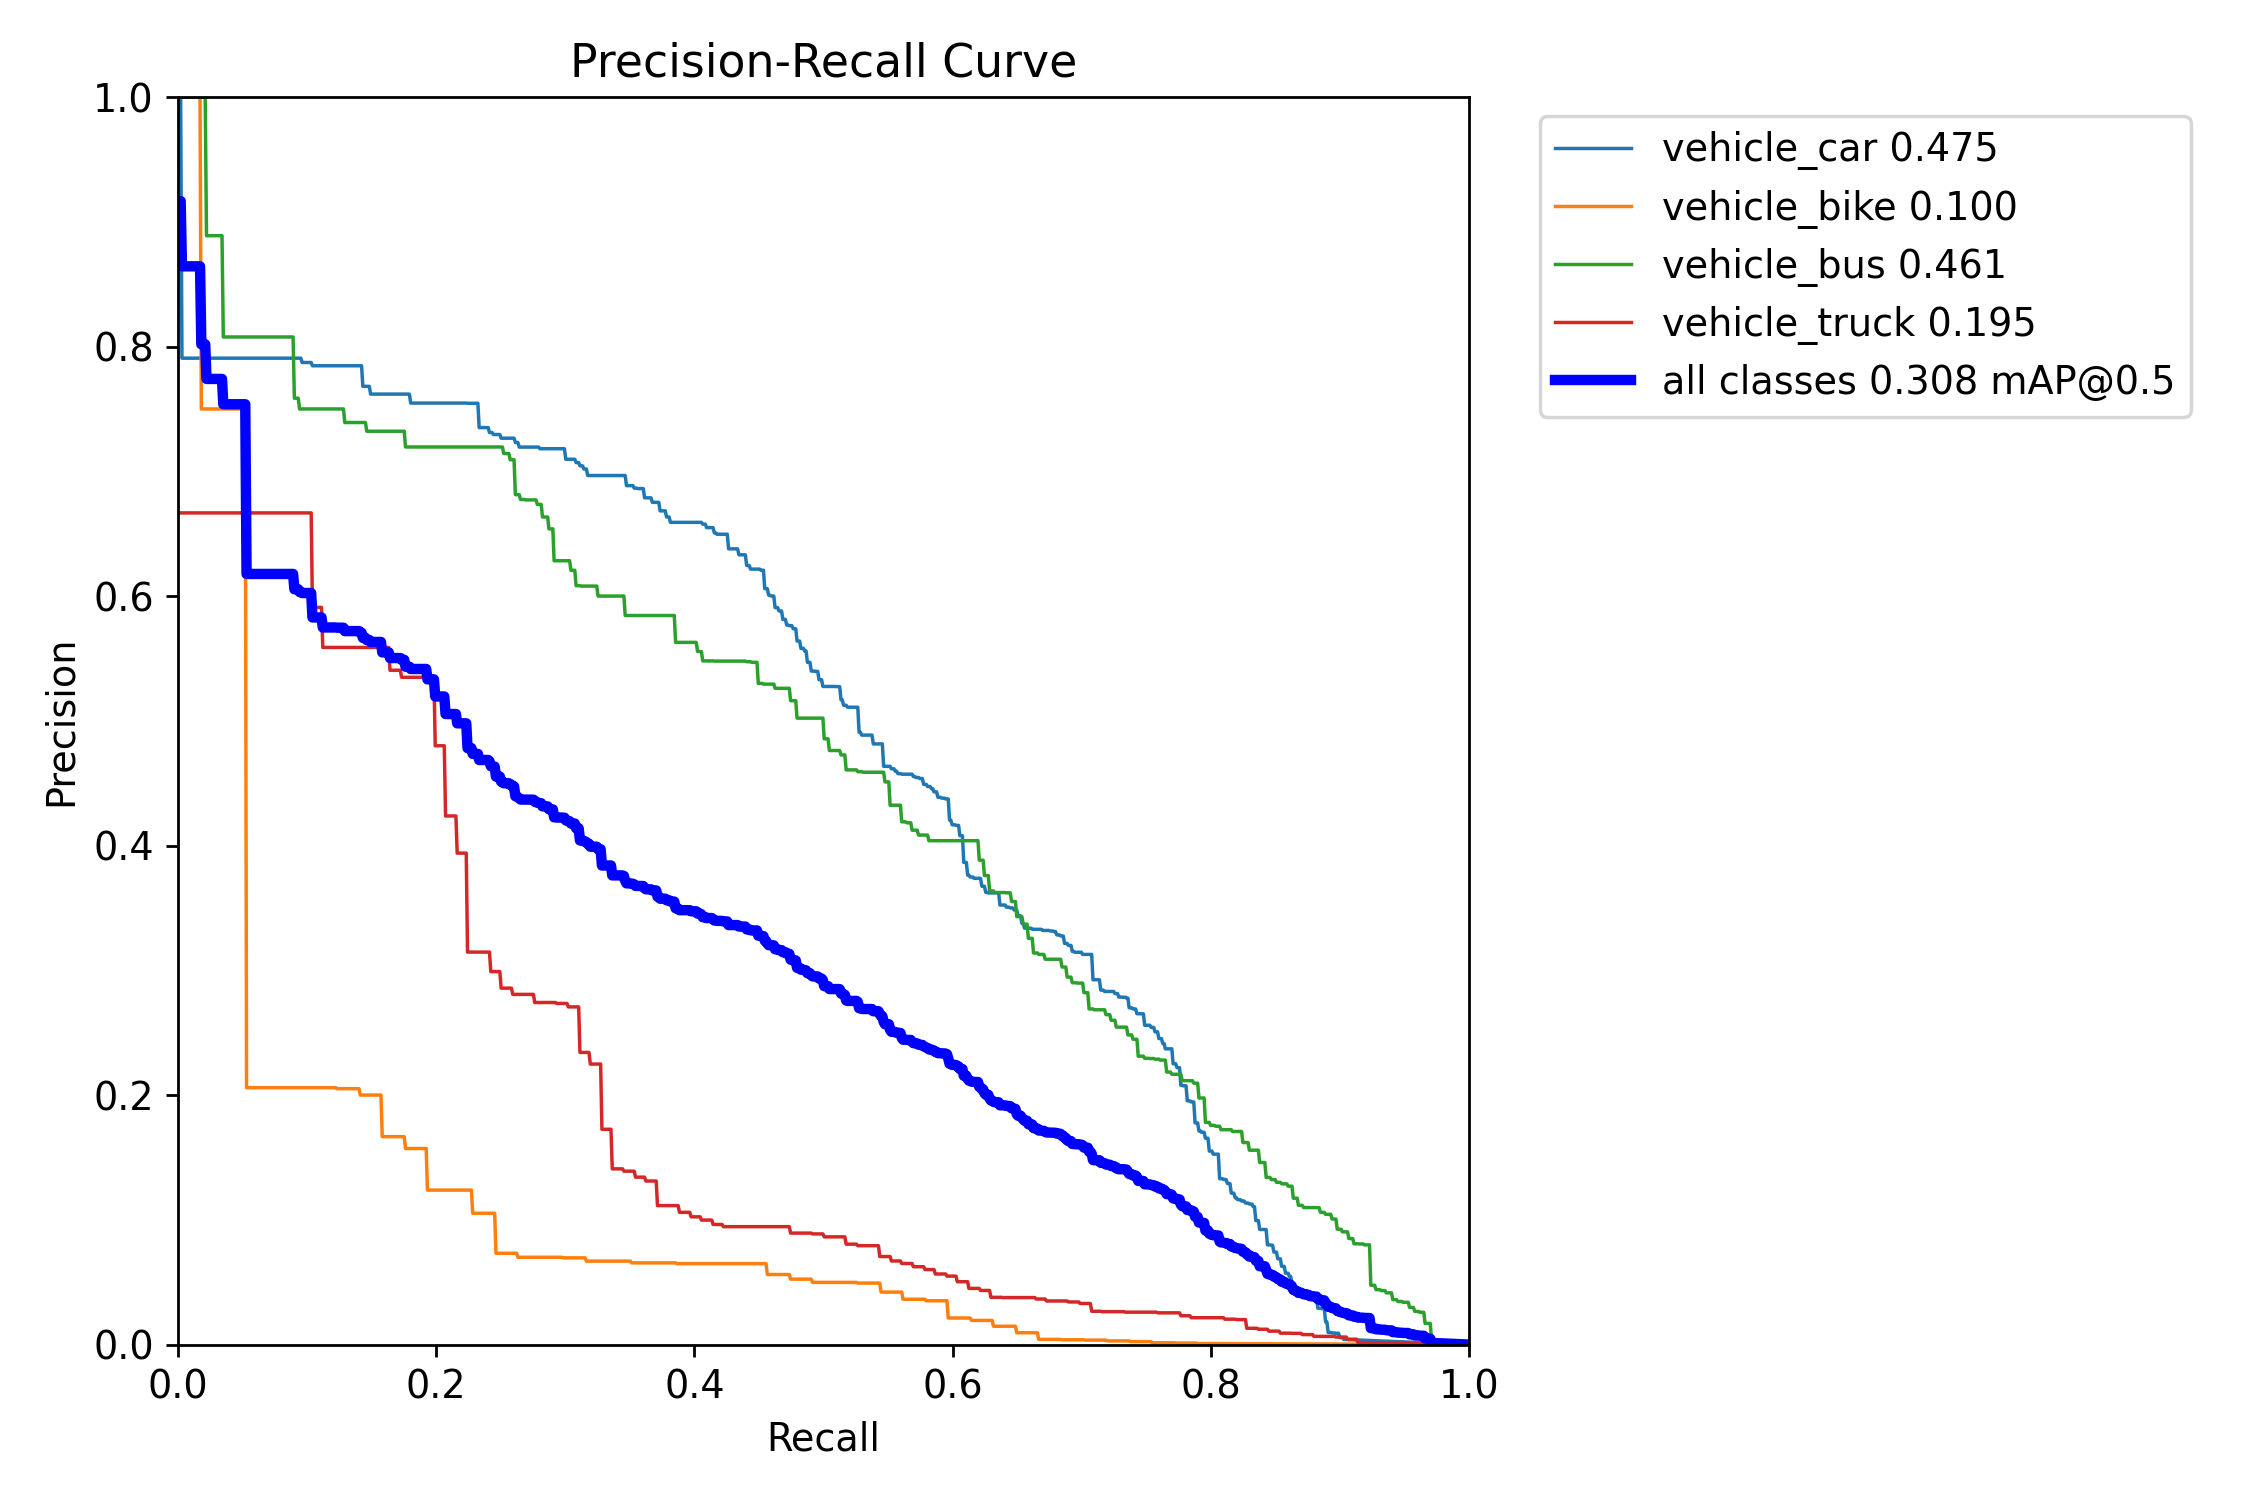 Precision-Recall Curve
1.0
0.8
0.6
0.4
0.2
0.0
Precision
0.0 0.2 0.4 0.6 0.8 1.0
Recall
vehicle_car 0.475
vehicle_bike 0.100
vehicle_bus 0.461
vehicle_truck 0.195
all classes 0.308 mAP@0.5